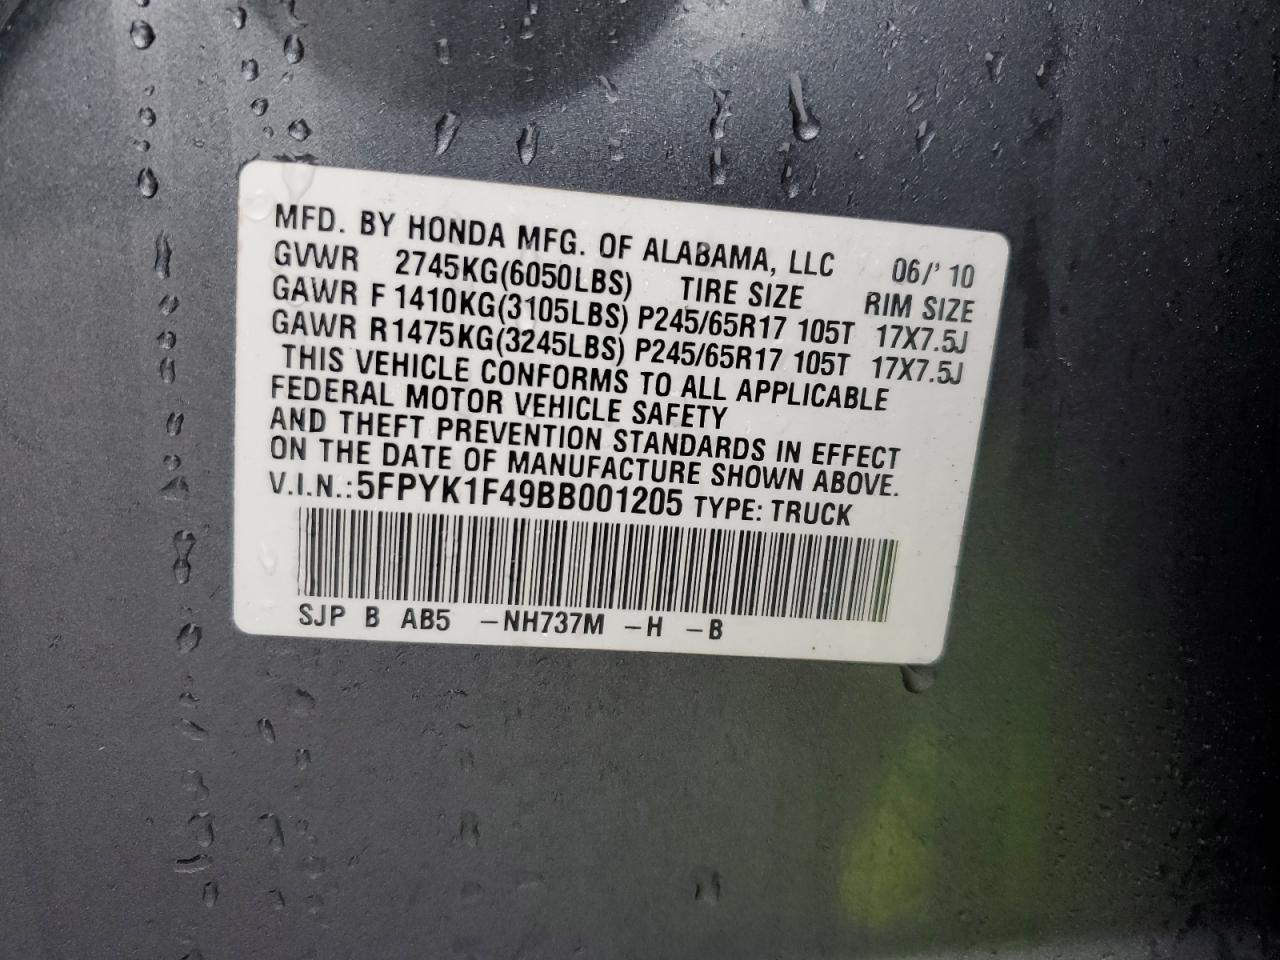 MFD. BY HONDA MFG. OF ALABAMA, LLC 06/' 10
GVWR 2745KG(6050LBS) TIRE SIZE RIM SIZE
GAWR F 1410KG(3105LBS) P245/65R17 105T 17X7.5J
GAWR R 1475KG(3245LBS) P245/65R17 105T 17X7.5J
THIS VEHICLE CONFORMS TO ALL APPLICABLE
FEDERAL MOTOR VEHICLE SAFETY
AND THEFT PREVENTION STANDARDS IN EFFECT
ON THE DATE OF MANUFACTURE SHOWN ABOVE.
V.I.N.: 5FPYK1F49BB001205 TYPE: TRUCK
SJP B AB5 -NH737M -H -B